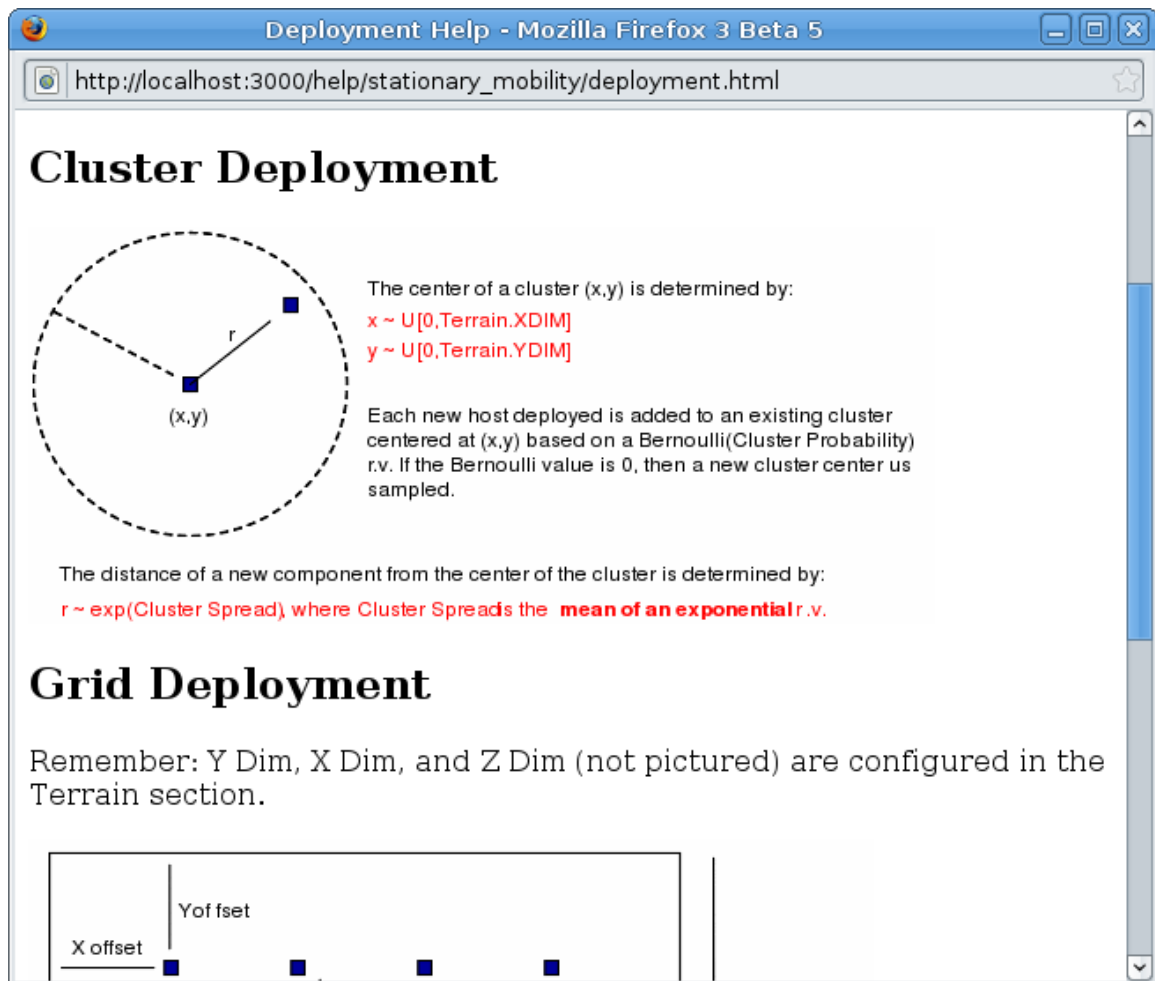 Deployment Help - Mozilla Firefox 3 Beta 5
http://localhost:3000/help/stationary_mobility/deployment.html
Cluster Deployment
The center of a cluster (x,y) is determined by:
x ~ U[0,Terrain.XDIM]
y ~ U[0,Terrain.YDIM]
r
(x,y)
Each new host deployed is added to an existing cluster
centered at (x,y) based on a Bernoulli(Cluster Probability)
r.v. If the Bernoulli value is 0, then a new cluster center us
sampled.
The distance of a new component from the center of the cluster is determined by:
r ~ exp(Cluster Spread), where Cluster Spread is the mean of an exponential r.v.
Grid Deployment
Remember: Y Dim, X Dim, and Z Dim (not pictured) are configured in the
Terrain section.
Y of fset
X offset